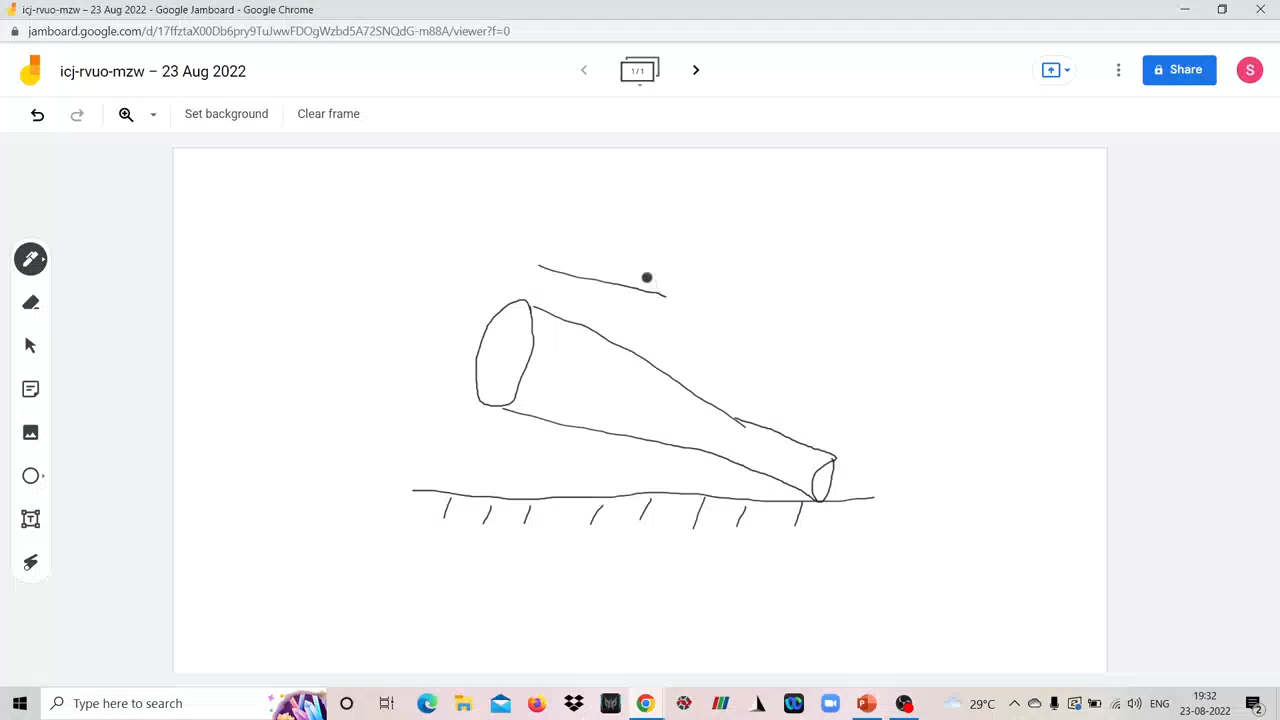 icj-rvuo-mzw – 23 Aug 2022 - Google Jamboard - Google Chrome
jamboard.google.com/d/17ffztaX00Db6pry9TuJwwFDOgWzbd5A72SNQdG-m88A/viewer?f=0
icj-rvuo-mzw – 23 Aug 2022
1 / 1
Share
S
Set background
Clear frame
T
Type here to search
29°C
ENG
19:32
23-08-2022
2